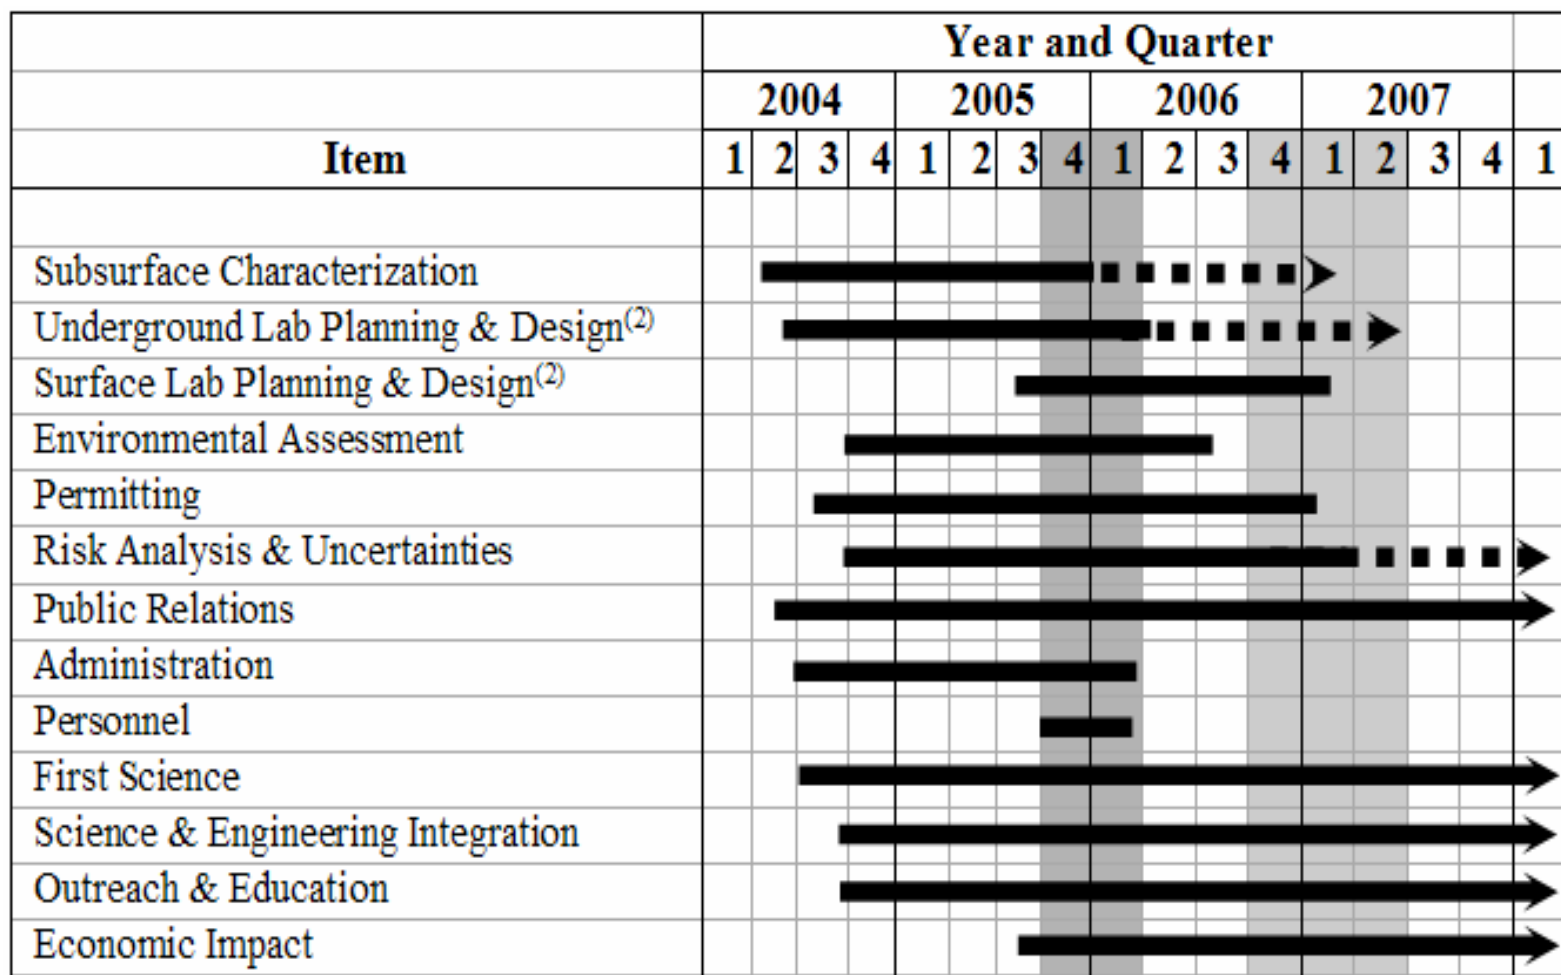 Year and Quarter
2004 2005 2006 2007
Item 1 2 3 4 1 2 3 4 1 2 3 4 1 2 3 4 1
Subsurface Characterization
Underground Lab Planning & Design(2)
Surface Lab Planning & Design(2)
Environmental Assessment
Permitting
Risk Analysis & Uncertainties
Public Relations
Administration
Personnel
First Science
Science & Engineering Integration
Outreach & Education
Economic Impact